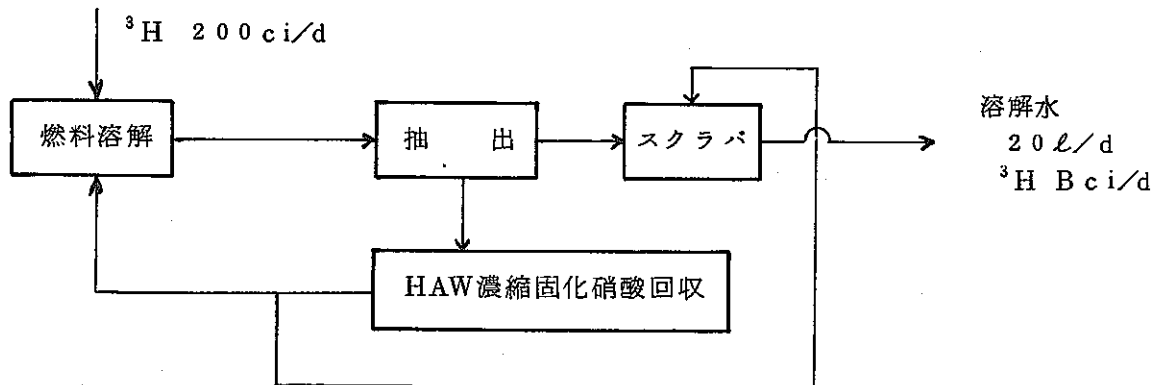 ³H 200ci/d
燃料溶解
抽 出
スクラバ
溶解水
20ℓ/d
³H Bci/d
HAW濃縮固化硝酸回収